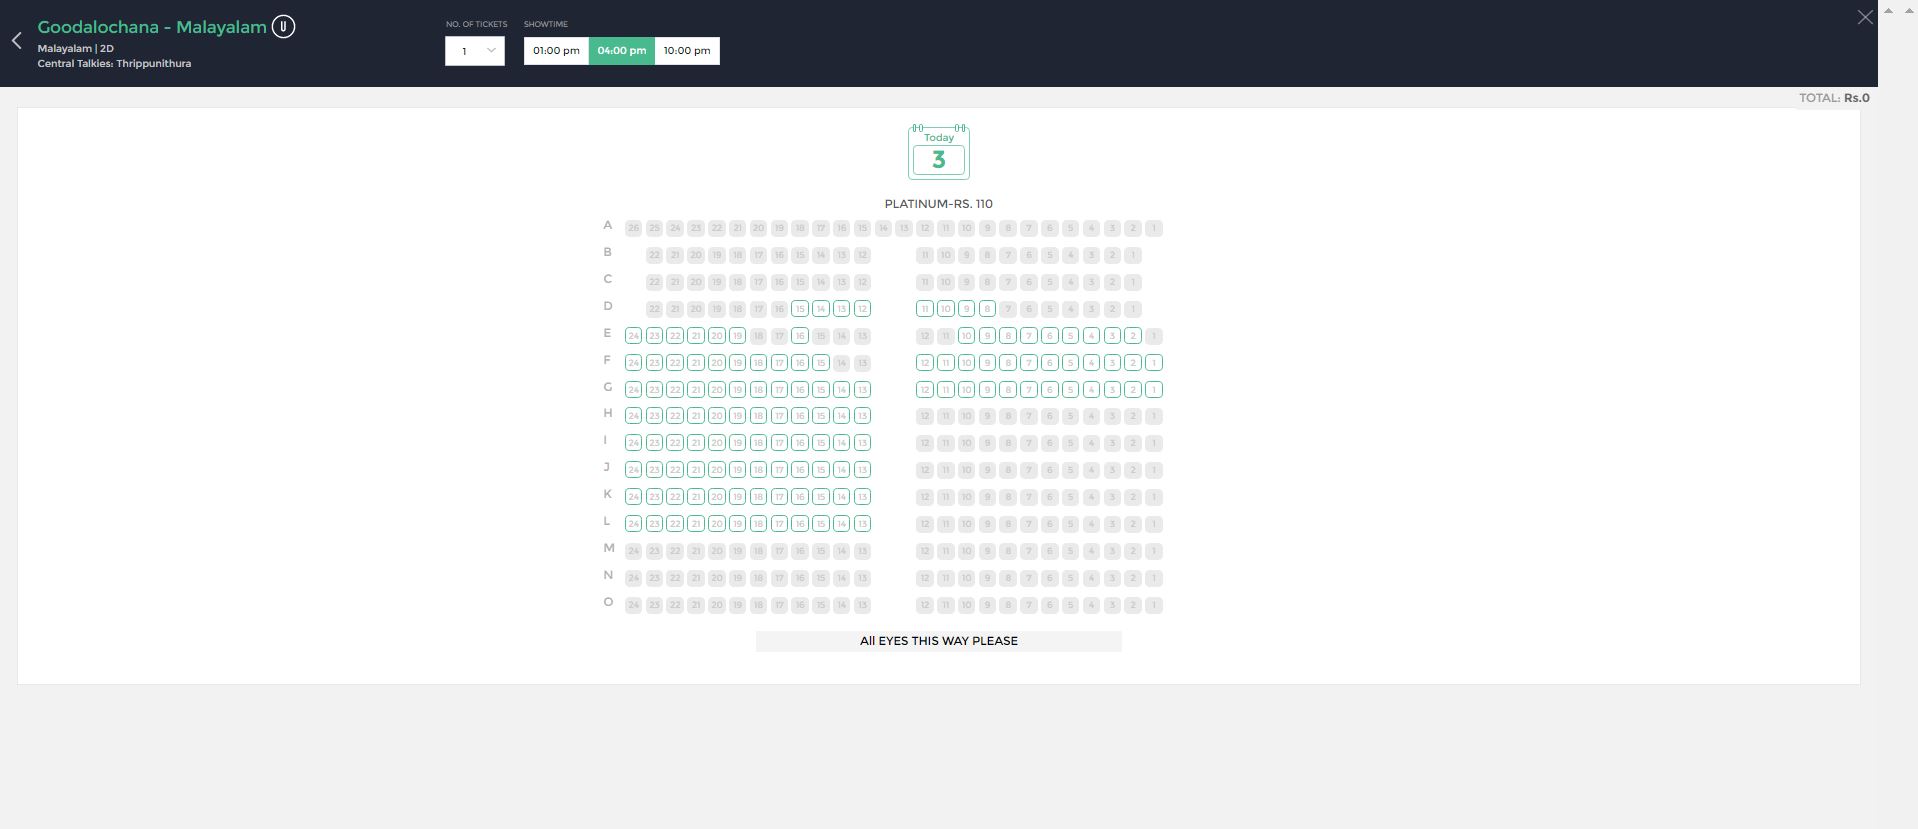 Goodalochana - Malayalam U
Malayalam | 2D
Central Talkies: Thrippunithura
NO. OF TICKETS SHOWTIME
1 01:00 pm 04:00 pm 10:00 pm
TOTAL: Rs.0
Today
3
PLATINUM-RS. 110
A 26 25 24 23 22 21 20 19 18 17 16 15 14 13 12 11 10 9 8 7 6 5 4 3 2 1
B 22 21 20 19 18 17 16 15 14 13 12 11 10 9 8 7 6 5 4 3 2 1
C 22 21 20 19 18 17 16 15 14 13 12 11 10 9 8 7 6 5 4 3 2 1
D 22 21 20 19 18 17 16 15 14 13 12 11 10 9 8 7 6 5 4 3 2 1
E 24 23 22 21 20 19 18 17 16 15 14 13 12 11 10 9 8 7 6 5 4 3 2 1
F 24 23 22 21 20 19 18 17 16 15 14 13 12 11 10 9 8 7 6 5 4 3 2 1
G 24 23 22 21 20 19 18 17 16 15 14 13 12 11 10 9 8 7 6 5 4 3 2 1
H 24 23 22 21 20 19 18 17 16 15 14 13 12 11 10 9 8 7 6 5 4 3 2 1
I 24 23 22 21 20 19 18 17 16 15 14 13 12 11 10 9 8 7 6 5 4 3 2 1
J 24 23 22 21 20 19 18 17 16 15 14 13 12 11 10 9 8 7 6 5 4 3 2 1
K 24 23 22 21 20 19 18 17 16 15 14 13 12 11 10 9 8 7 6 5 4 3 2 1
L 24 23 22 21 20 19 18 17 16 15 14 13 12 11 10 9 8 7 6 5 4 3 2 1
M 24 23 22 21 20 19 18 17 16 15 14 13 12 11 10 9 8 7 6 5 4 3 2 1
N 24 23 22 21 20 19 18 17 16 15 14 13 12 11 10 9 8 7 6 5 4 3 2 1
O 24 23 22 21 20 19 18 17 16 15 14 13 12 11 10 9 8 7 6 5 4 3 2 1
All EYES THIS WAY PLEASE